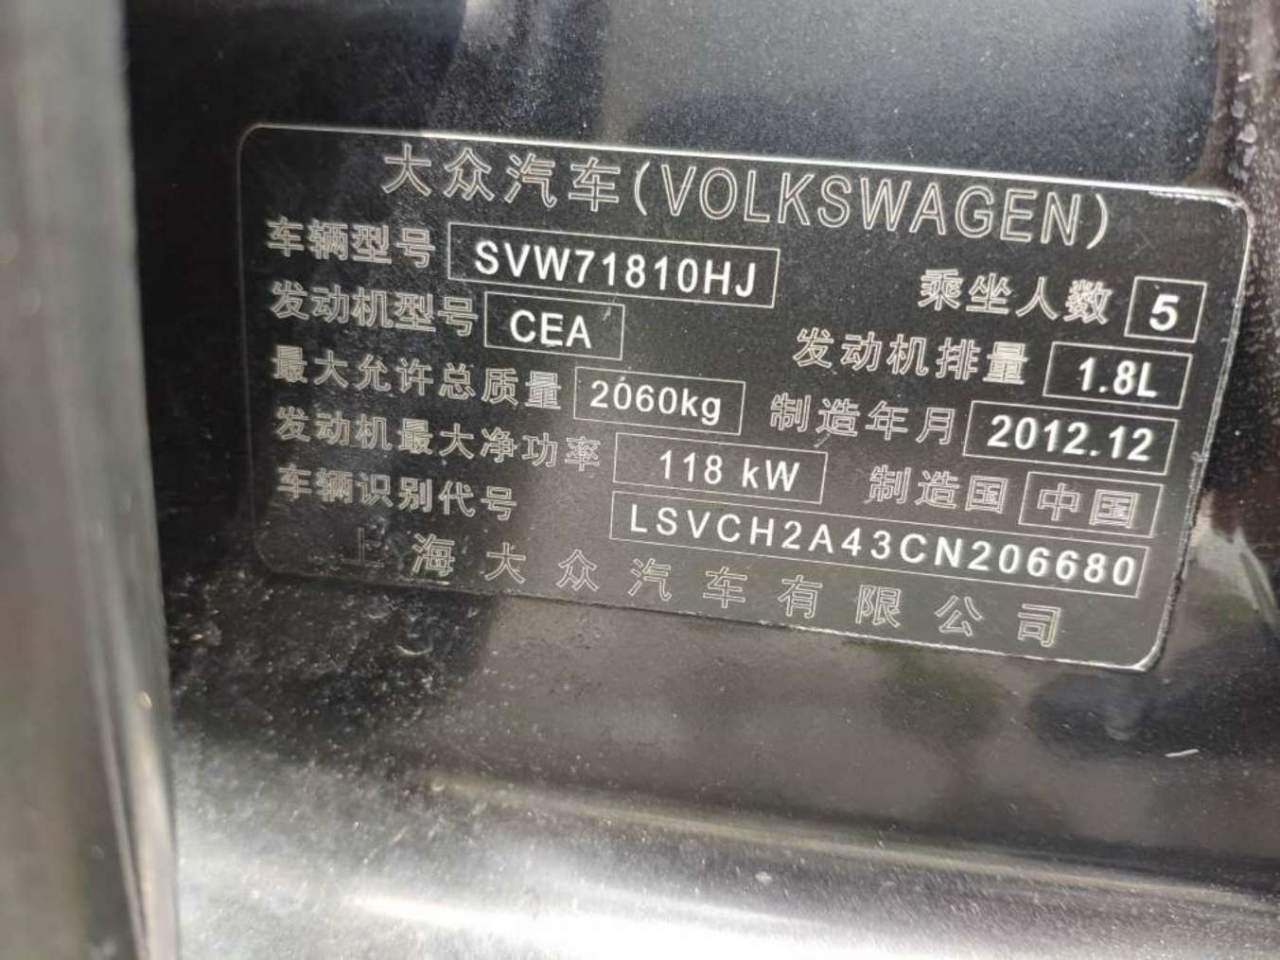 大众汽车(VOLKSWAGEN)
车辆型号 SVW71810HJ 乘坐人数 5
发动机型号 CEA 发动机排量 1.8L
最大允许总质量 2060kg 制造年月 2012.12
发动机最大净功率 118 kW 制造国 中国
车辆识别代号 LSVCH2A43CN206680
上海大众汽车有限公司